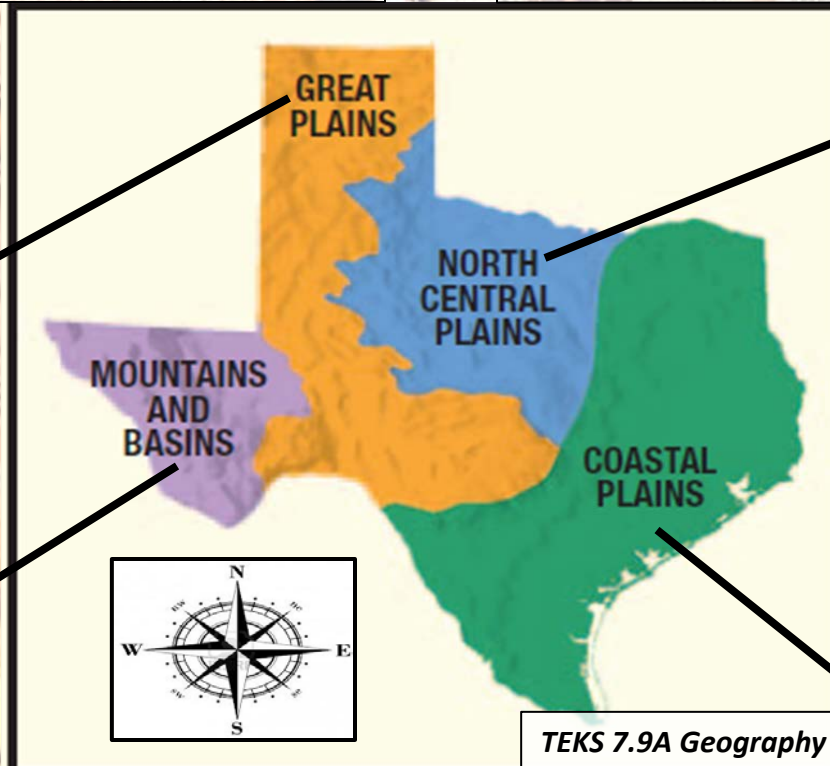 GREAT
PLAINS
NORTH
CENTRAL
PLAINS
MOUNTAINS
AND
BASINS
COASTAL
PLAINS
N
W
E
S
TEKS 7.9A Geography